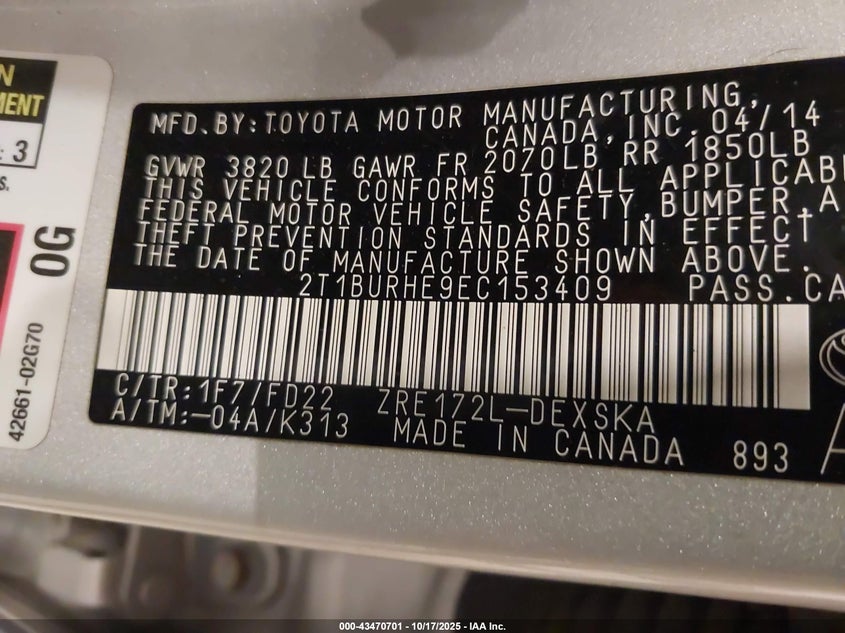 MFD.BY:TOYOTA MOTOR MANUFACTURING,
CANADA, INC. 04/14
GVWR 3820 LB GAWR FR 2070LB RR 1850LB
THIS VEHICLE CONFORMS TO ALL
FEDERAL MOTOR VEHICLE SAFETY, BUMPER,
THEFT PREVENTION STANDARDS IN EFFECT
THE DATE OF MANUFACTURE SHOWN ABOVE.
2T1BURHE9EC153409 PASS.
C/TR:1F7/FD22 ZRE172L-DEXSKA
A/TM:-04A/K313 MADE IN CANADA 893
3
0G
42661-02G70
000-43470701 - 10/17/2025 - IAA Inc.